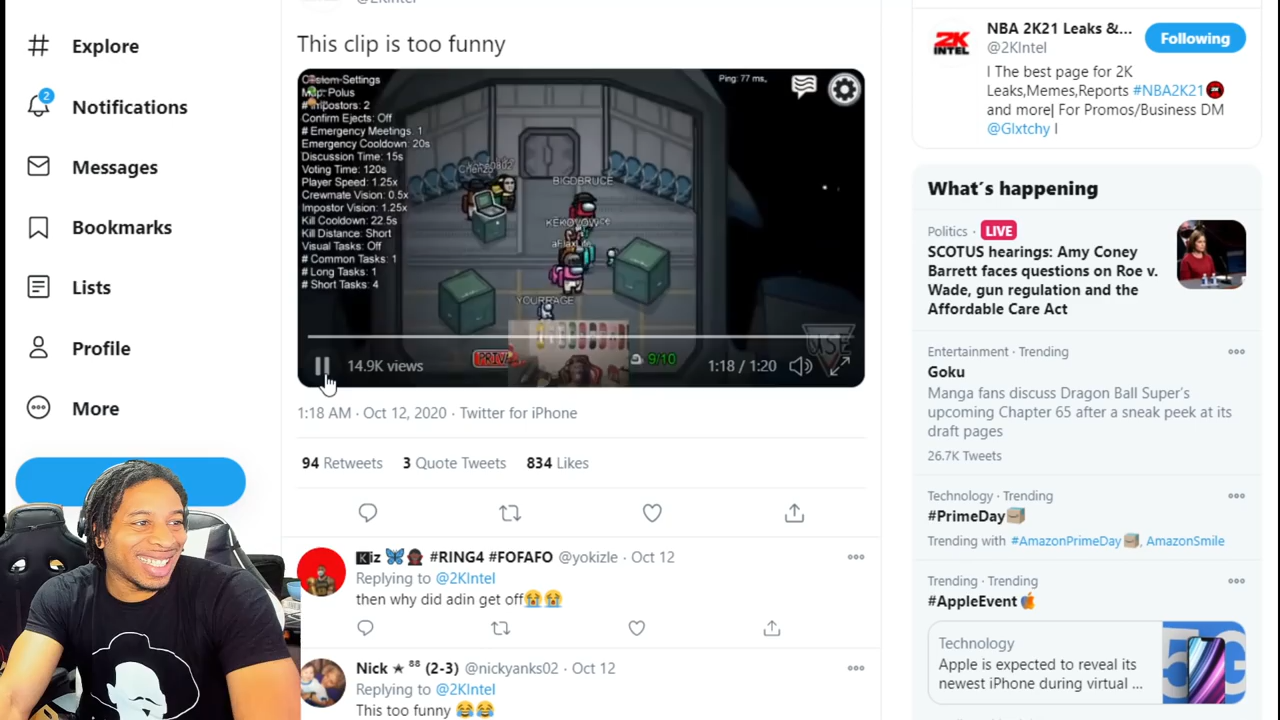 @2KIntel
This clip is too funny
Custom Settings
Map: Polus
# Impostors: 2
Confirm Ejects: Off
# Emergency Meetings: 1
Emergency Cooldown: 20s
Discussion Time: 15s
Voting Time: 120s
Player Speed: 1.25x
Crewmate Vision: 0.5x
Impostor Vision: 1.25x
Kill Cooldown: 22.5s
Kill Distance: Short
Visual Tasks: Off
# Common Tasks: 1
# Long Tasks: 1
# Short Tasks: 4
Ping: 77 ms
BIGDBRUCE
YOURRAGE
9/10
14.9K views
1:18 / 1:20
1:18 AM · Oct 12, 2020 · Twitter for iPhone
94 Retweets 3 Quote Tweets 834 Likes
Kiz 🦋 #RING4 #FOFAFO @yokizle · Oct 12
Replying to @2KIntel
then why did adin get off😭😭
Nick ★ ⁸⁸ (2-3) @nickyanks02 · Oct 12
Replying to @2KIntel
This too funny 😂😂
Explore
2
Notifications
Messages
Bookmarks
Lists
Profile
More
2K
INTEL
NBA 2K21 Leaks &...
@2KIntel
Following
I The best page for 2K
Leaks,Memes,Reports #NBA2K21
and more| For Promos/Business DM
@Glxtchy I
What's happening
Politics · LIVE
SCOTUS hearings: Amy Coney
Barrett faces questions on Roe v.
Wade, gun regulation and the
Affordable Care Act
Entertainment · Trending
Goku
Manga fans discuss Dragon Ball Super's
upcoming Chapter 65 after a sneak peek at its
draft pages
26.7K Tweets
Technology · Trending
#PrimeDay
Trending with #AmazonPrimeDay, AmazonSmile
Trending · Trending
#AppleEvent
Technology
Apple is expected to reveal its
newest iPhone during virtual ...
5G